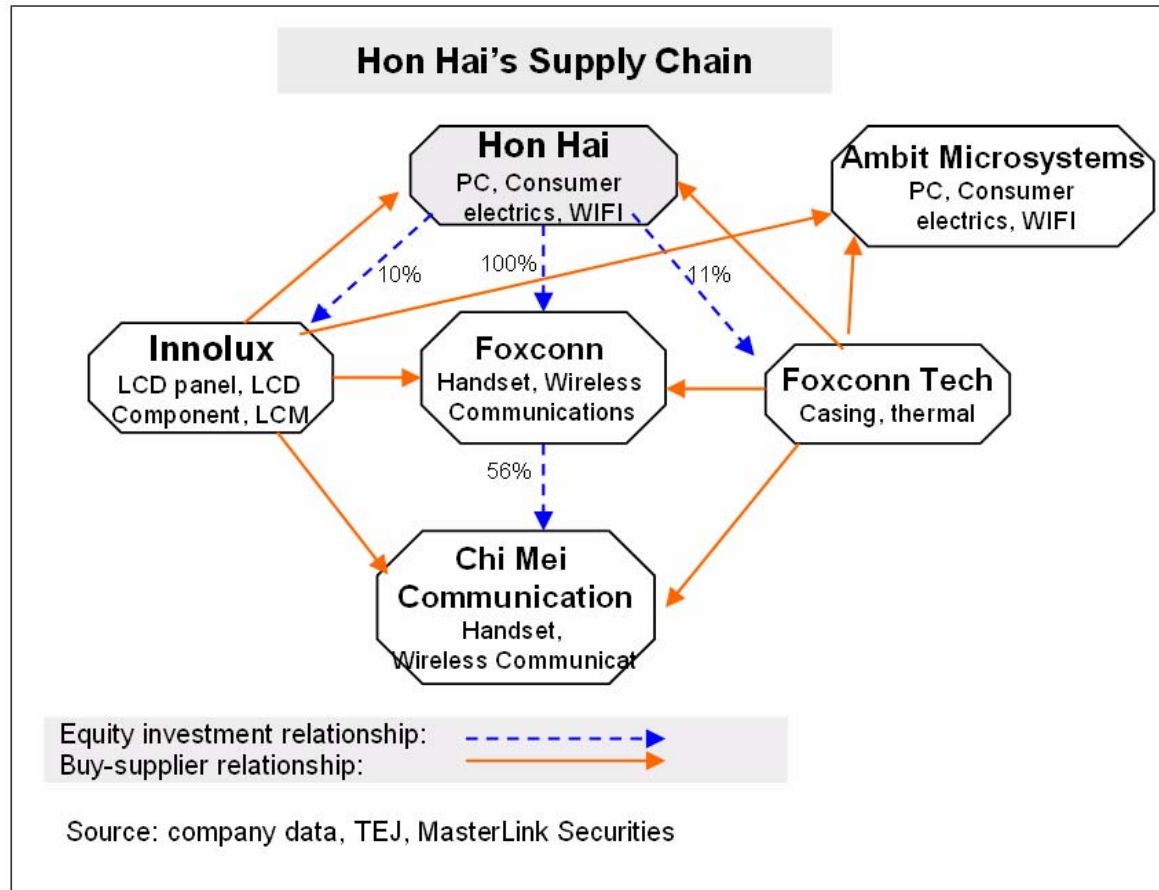 Hon Hai's Supply Chain
Hon Hai
PC, Consumer
electrics, WIFI
Ambit Microsystems
PC, Consumer
electrics, WIFI
10%
100%
11%
Innolux
LCD panel, LCD
Component, LCM
Foxconn
Handset, Wireless
Communications
Foxconn Tech
Casing, thermal
56%
Chi Mei
Communication
Handset,
Wireless Communicat
Equity investment relationship:
Buy-supplier relationship:
Source: company data, TEJ, MasterLink Securities